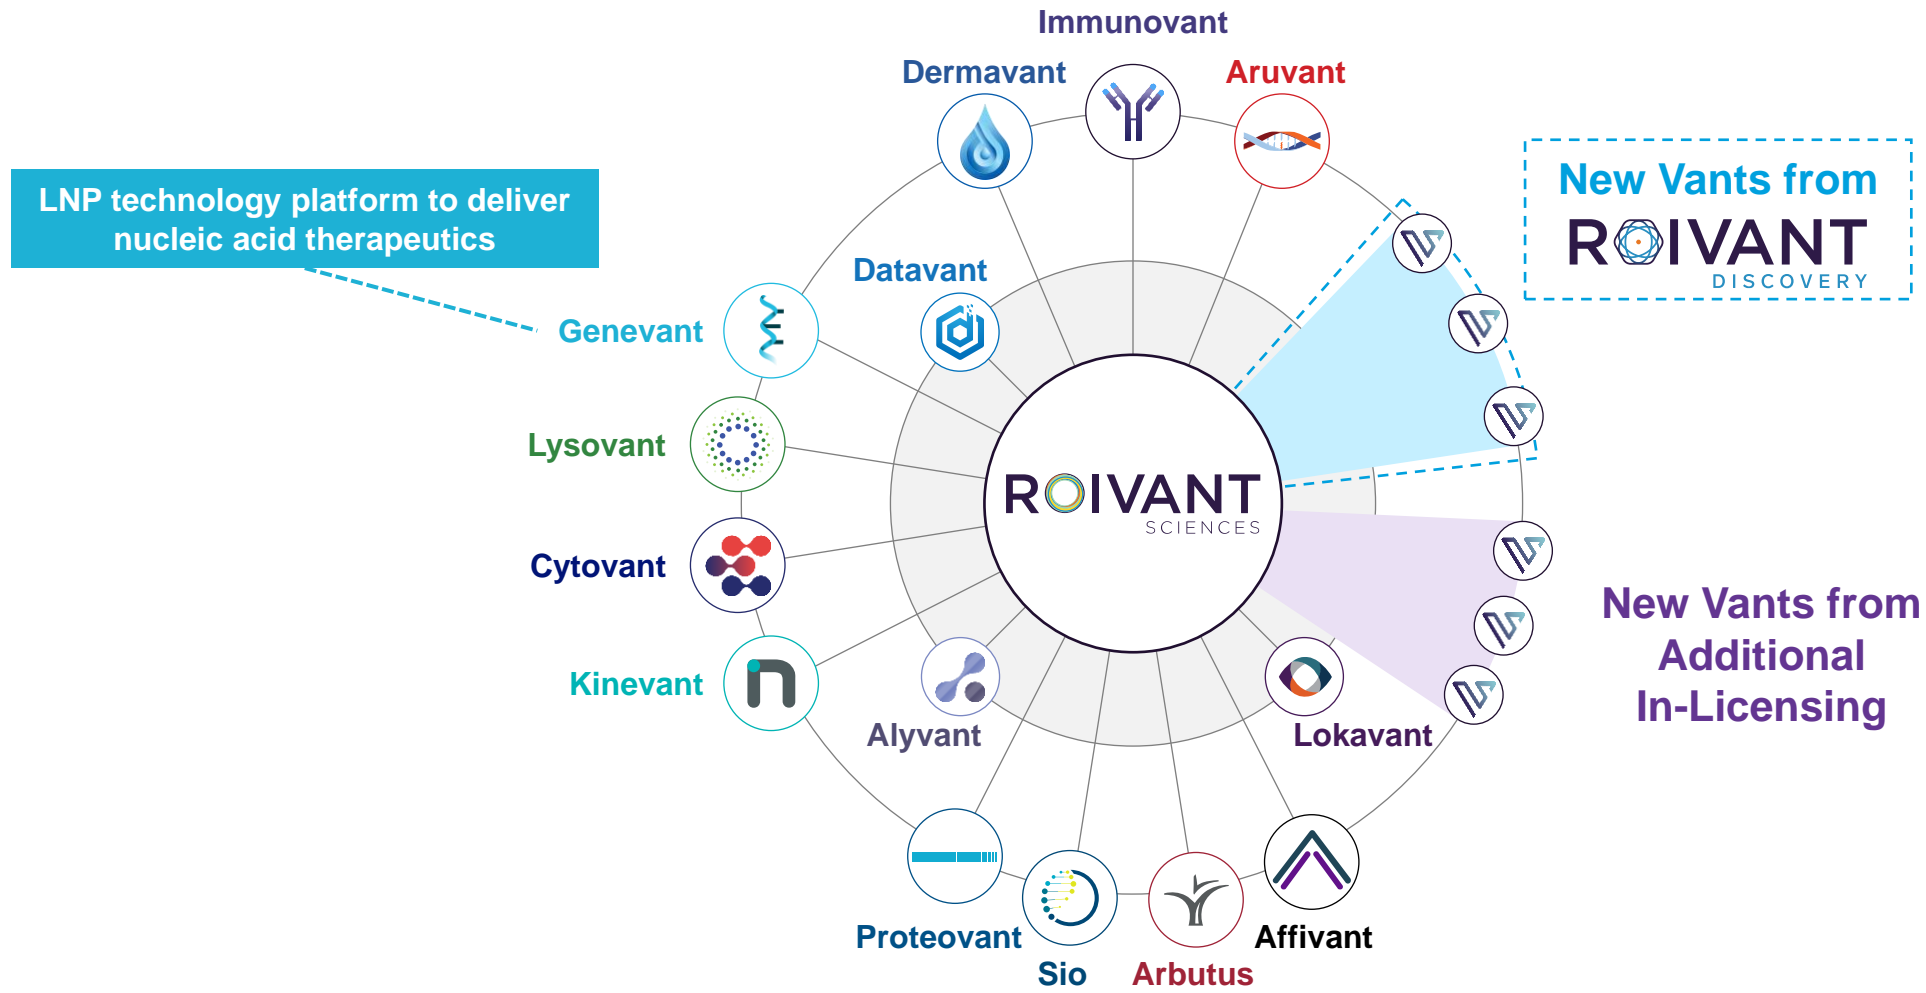 Immunovant
Dermavant
Aruvant
LNP technology platform to deliver
nucleic acid therapeutics
New Vants from
ROIVANT
DISCOVERY
Datavant
Genevant
Lysovant
ROIVANT
SCIENCES
Cytovant
New Vants from
Additional
In-Licensing
Kinevant
Alyvant
Lokavant
Proteovant
Affivant
Sio
Arbutus